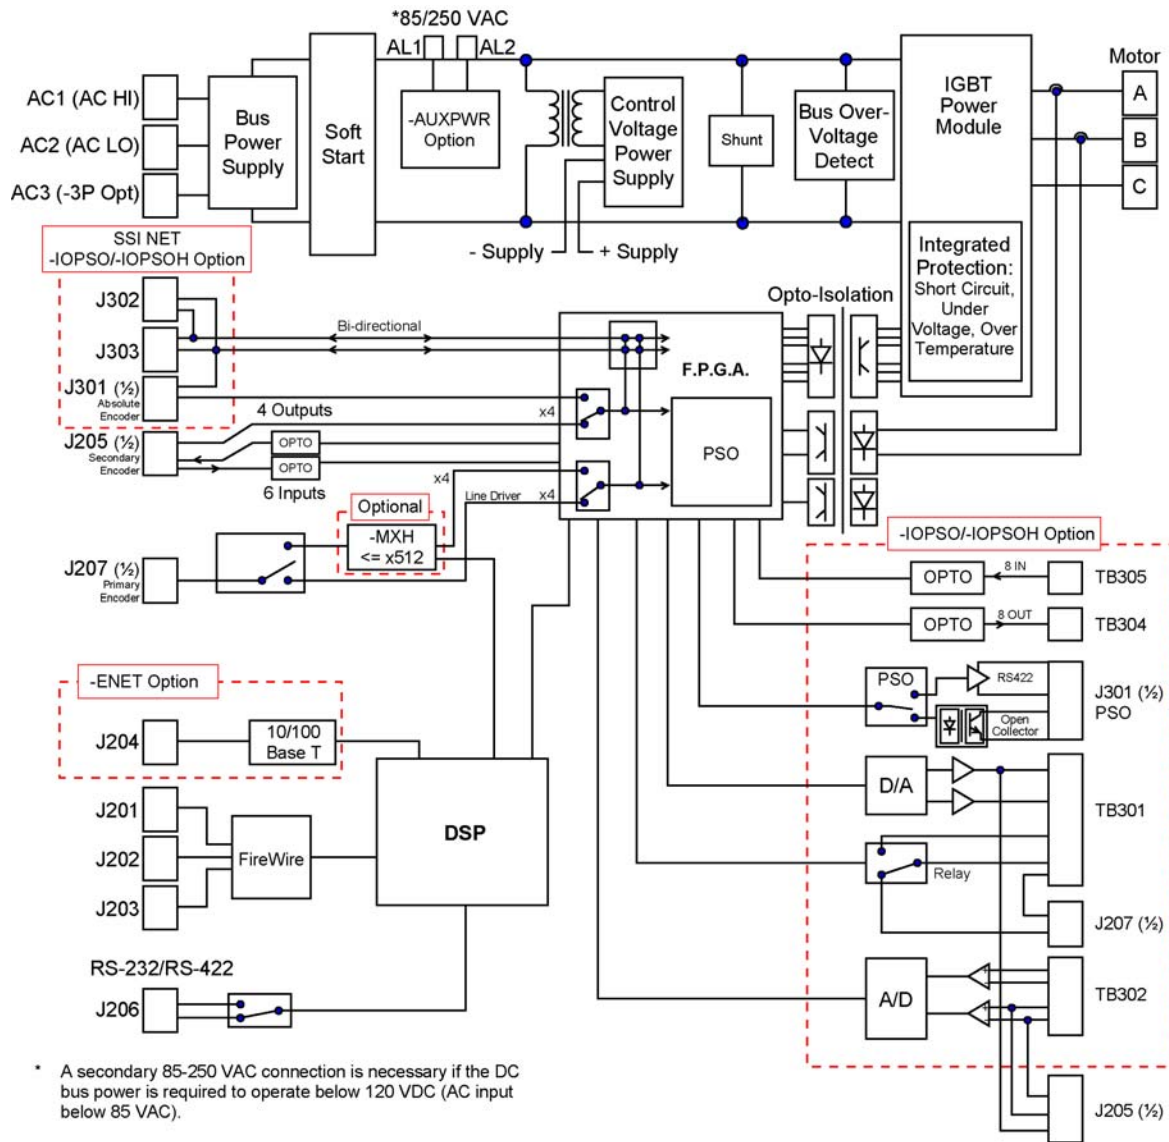 *85/250 VAC
AL1
AL2
Motor
AC1 (AC HI)
AC2 (AC LO)
AC3 (-3P Opt)
Bus
Power
Supply
Soft
Start
-AUXPWR
Option
Control
Voltage
Power
Supply
Shunt
Bus Over-
Voltage
Detect
IGBT
Power
Module
A
B
C
- Supply
+ Supply
Integrated
Protection:
Short Circuit,
Under
Voltage, Over
Temperature
SSI NET
-IOPSO/-IOPSOH Option
J302
J303
J301 (½)
Absolute
Encoder
Bi-directional
Opto-Isolation
F.P.G.A.
PSO
4 Outputs
x4
J205 (½)
Secondary
Encoder
OPTO
OPTO
6 Inputs
x4
Line Driver
x4
Optional
-MXH
<= x512
J207 (½)
Primary
Encoder
-IOPSO/-IOPSOH Option
OPTO
8 IN
TB305
OPTO
8 OUT
TB304
PSO
RS422
Open
Collector
J301 (½)
PSO
D/A
TB301
Relay
J207 (½)
A/D
TB302
J205 (½)
-ENET Option
J204
10/100
Base T
J201
J202
J203
FireWire
DSP
RS-232/RS-422
J206
* A secondary 85-250 VAC connection is necessary if the DC
bus power is required to operate below 120 VDC (AC input
below 85 VAC).